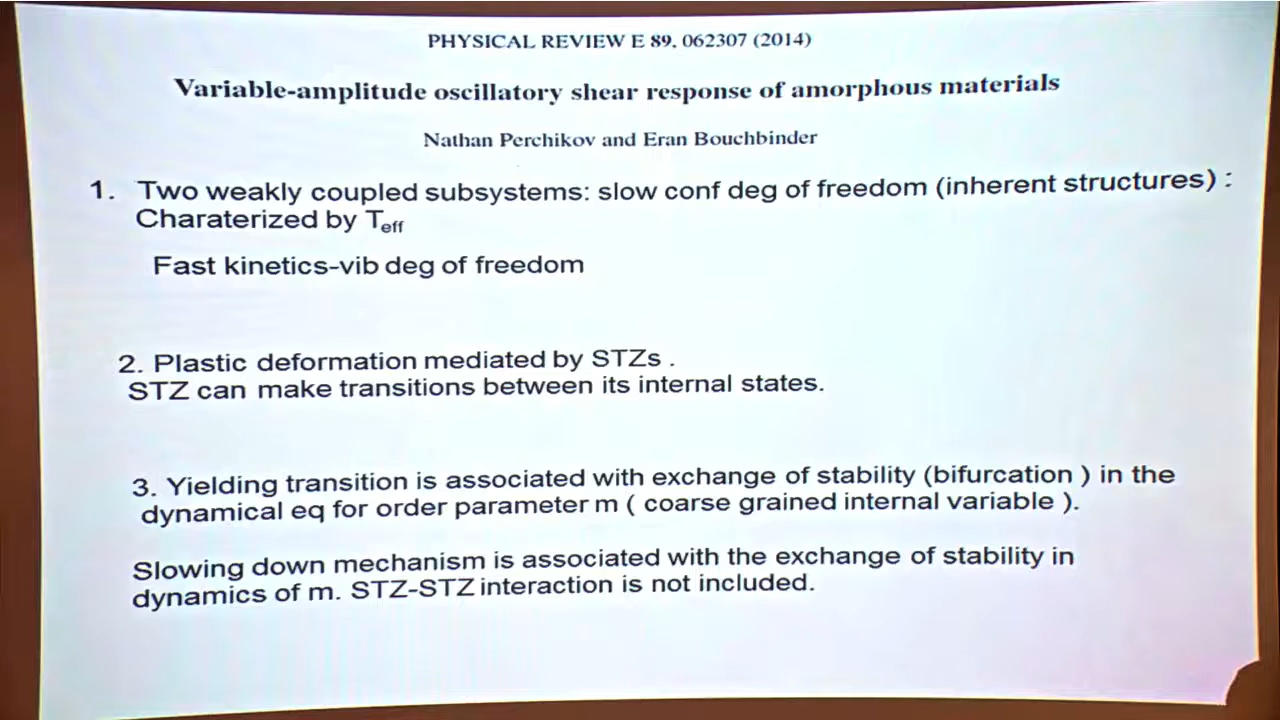 PHYSICAL REVIEW E 89, 062307 (2014)
Variable-amplitude oscillatory shear response of amorphous materials
Nathan Perchikov and Eran Bouchbinder
1. Two weakly coupled subsystems: slow conf deg of freedom (inherent structures) :
Charaterized by Teff
Fast kinetics-vib deg of freedom
2. Plastic deformation mediated by STZs .
STZ can make transitions between its internal states.
3. Yielding transition is associated with exchange of stability (bifurcation ) in the
dynamical eq for order parameter m ( coarse grained internal variable ).
Slowing down mechanism is associated with the exchange of stability in
dynamics of m. STZ-STZ interaction is not included.